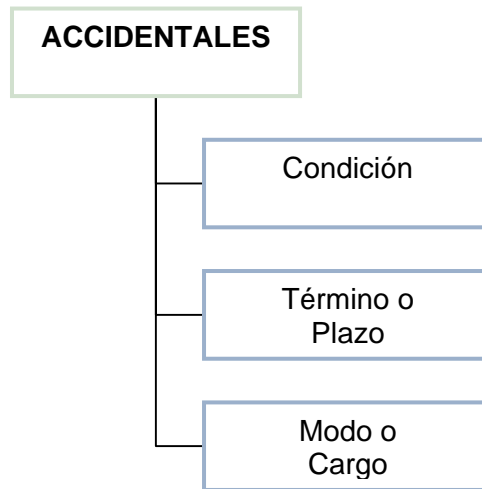 ACCIDENTALES
Condición
Término o
Plazo
Modo o
Cargo